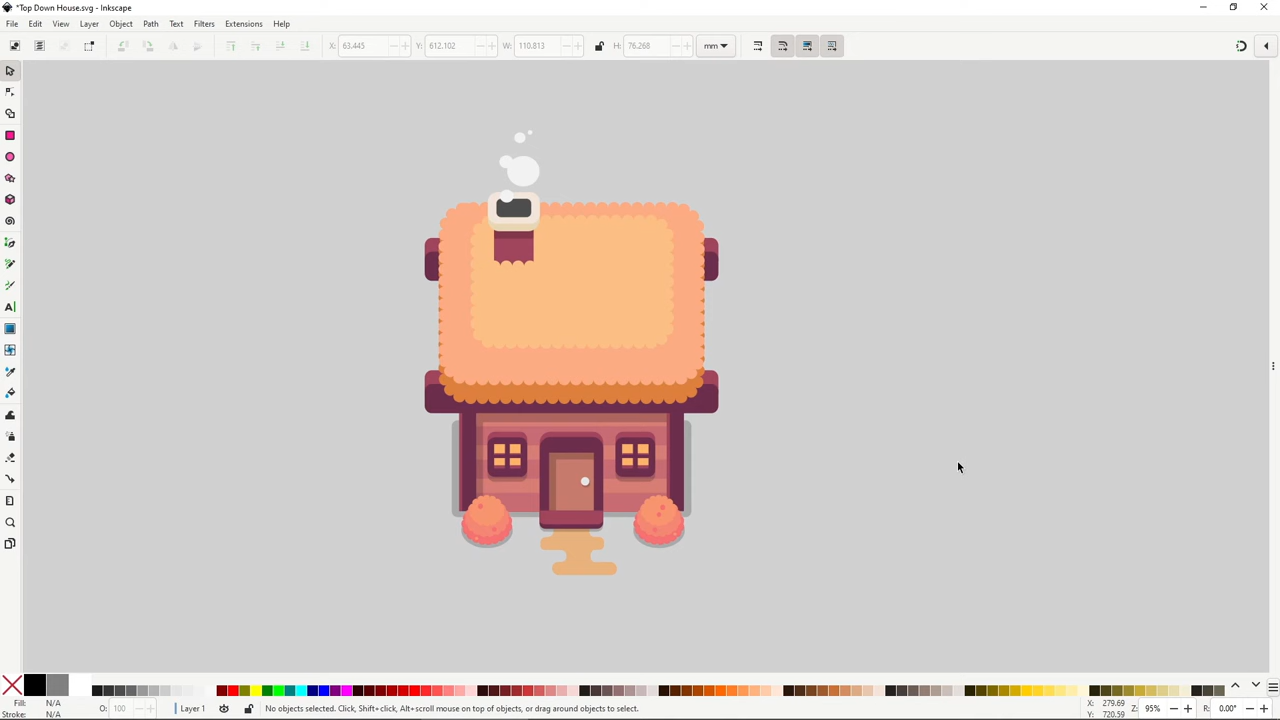 *Top Down House.svg - Inkscape
File Edit View Layer Object Path Text Filters Extensions Help
X: 63.445 Y: 612.102 W: 110.813 H: 76.268 mm
Fill: N/A O: 100 Layer 1 No objects selected. Click, Shift+click, Alt+scroll mouse on top of objects, or drag around objects to select. X: 279.69 Z: 95% R: 0.00°
Stroke: N/A Y: 720.59